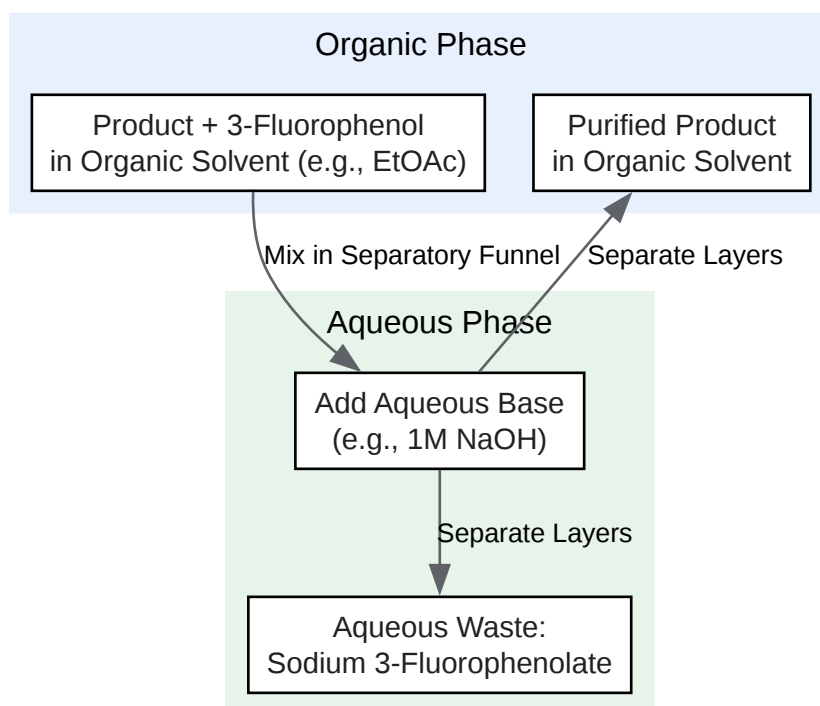 Organic Phase
Product + 3-Fluorophenol
in Organic Solvent (e.g., EtOAc)
Purified Product
in Organic Solvent
Mix in Separatory Funnel
Separate Layers
Aqueous Phase
Add Aqueous Base
(e.g., 1M NaOH)
Separate Layers
Aqueous Waste:
Sodium 3-Fluorophenolate